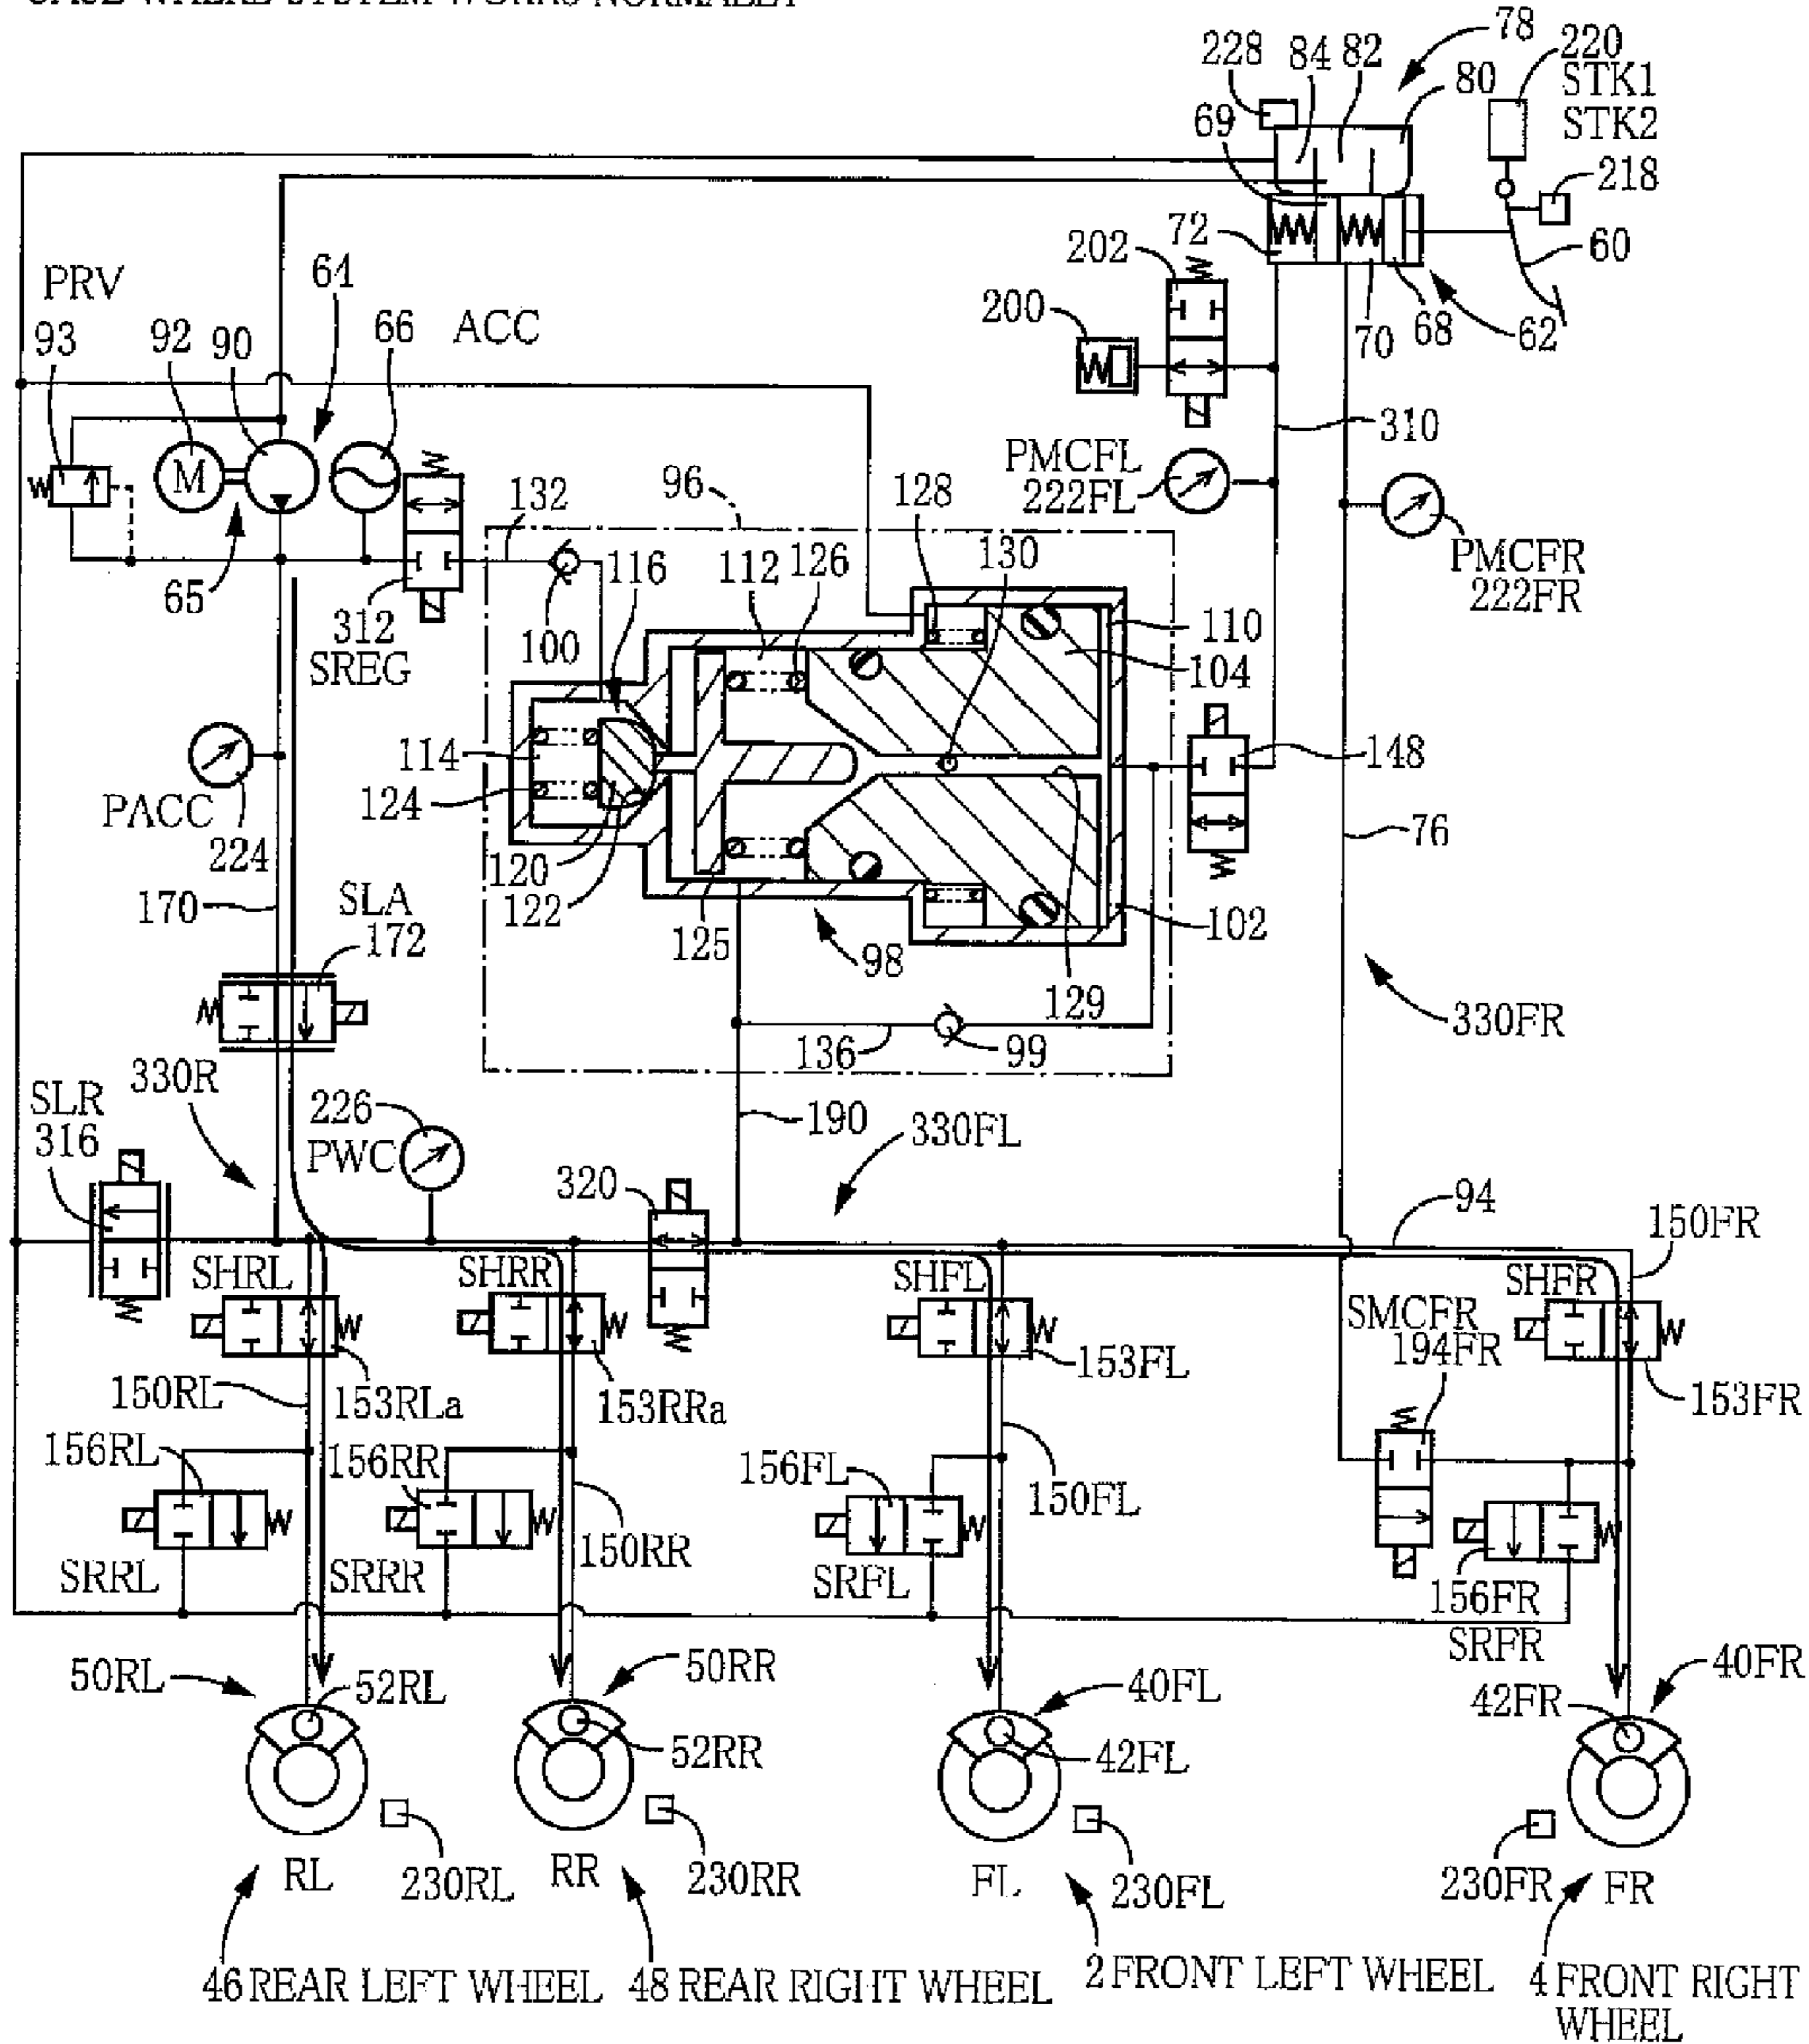 CASE WHERE SYSTEM WORKS NORMALLY
78
228
84 82
220
STK1
STK2
80
69
218
72
202
60
64
PRV
200
70
68
62
93
92
90
66
ACC
310
PMCFL
222FL
96
128
132
130
PMCFR
222FR
116
112
126
M
65
312
SREG
100
110
104
114
148
124
PACC
224
76
120
122
170
SLA
172
125
98
102
129
330FR
136
99
330R
SLR
316
226
PWC
190
330FL
320
94
150FR
SHRL
SHRR
SHFL
SHFR
SMCFR
194FR
153FL
153FR
150RL
153RLa
153RRa
156RL
156RR
156FL
150FL
150RR
SRRL
SRRR
SRFL
156FR
SRFR
50RL
52RL
50RR
40FL
40FR
42FR
52RR
42FL
RL
230RL
RR
230RR
FL
230FL
230FR
FR
46 REAR LEFT WHEEL
48 REAR RIGHT WHEEL
2 FRONT LEFT WHEEL
4 FRONT RIGHT
WHEEL